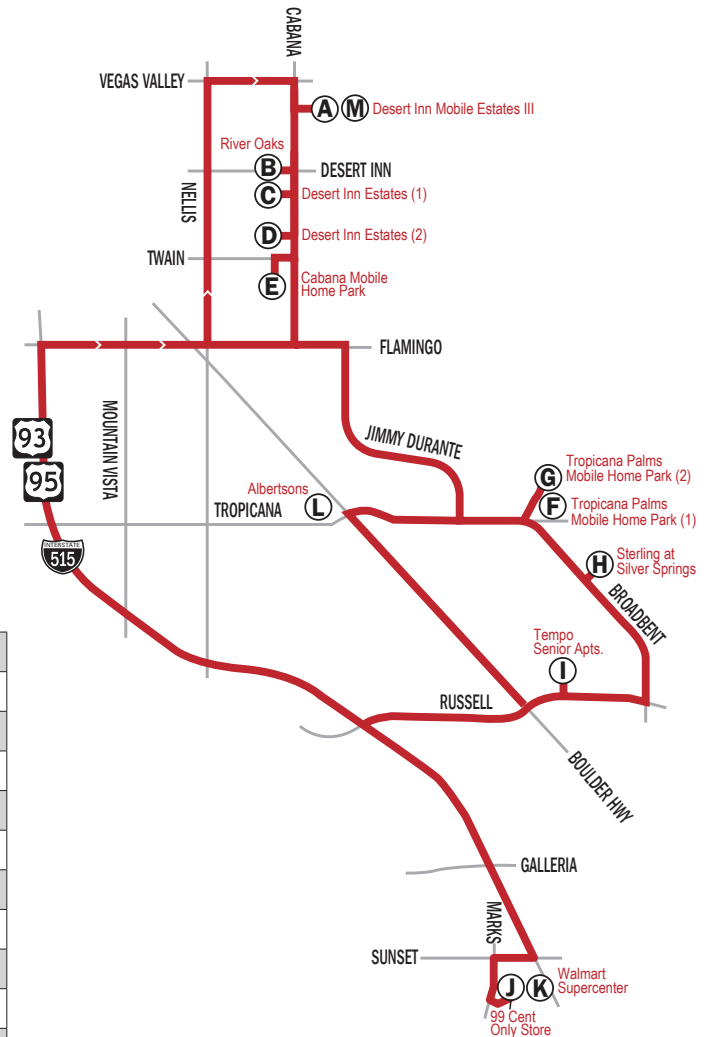 CABANA
VEGAS VALLEY
A M Desert Inn Mobile Estates III
River Oaks
B
DESERT INN
C Desert Inn Estates (1)
NELLIS
D Desert Inn Estates (2)
TWAIN
E Cabana Mobile
Home Park
FLAMINGO
93
95
MOUNTAIN VISTA
JIMMY DURANTE
G Tropicana Palms
Mobile Home Park (2)
F Tropicana Palms
Mobile Home Park (1)
Albertsons
L
TROPICANA
INTERSTATE
515
H Sterling at
Silver Springs
BROADBENT
Tempo
Senior Apts.
I
RUSSELL
BOULDER HWY
GALLERIA
MARKS
SUNSET
J K Walmart
Supercenter
99 Cent
Only Store